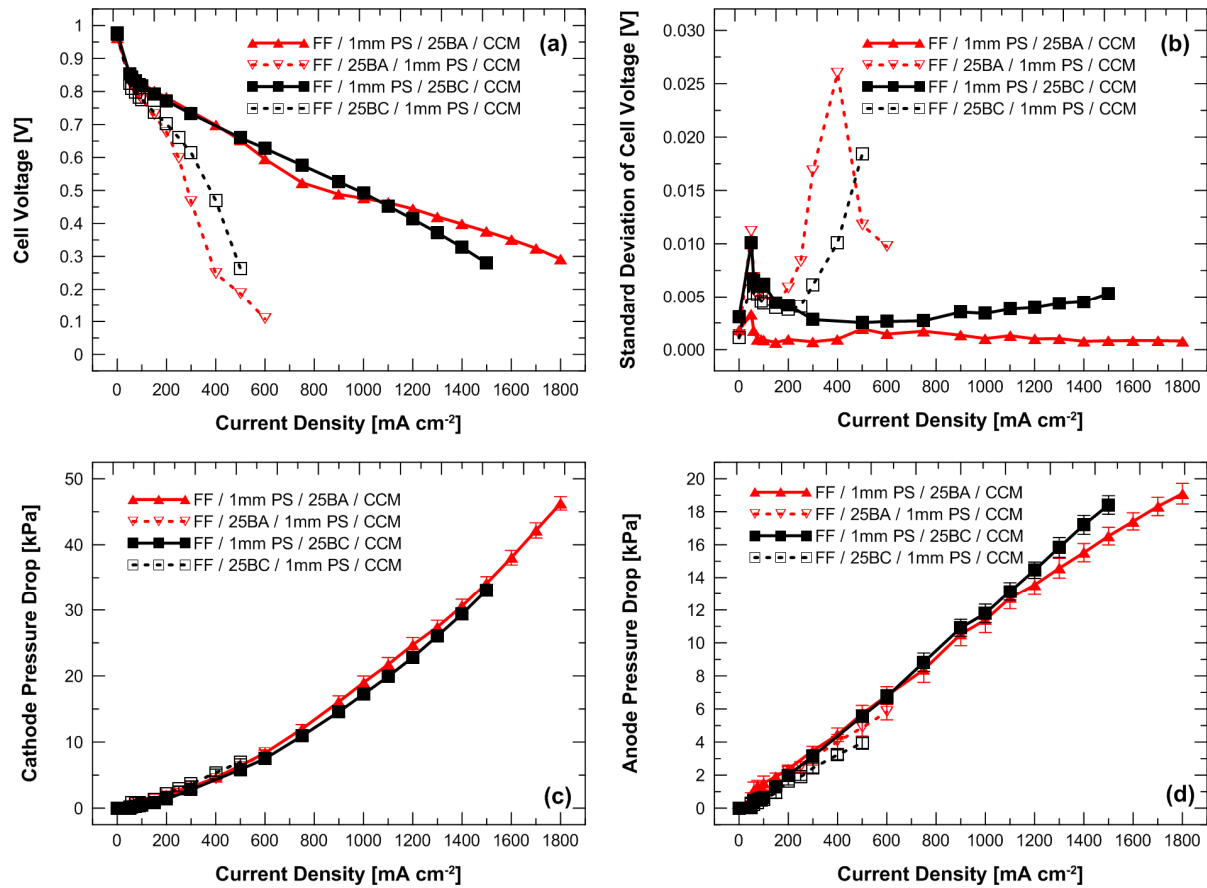 (a)
FF / 1mm PS / 25BA / CCM
FF / 25BA / 1mm PS / CCM
FF / 1mm PS / 25BC / CCM
FF / 25BC / 1mm PS / CCM
Cell Voltage [V]
1
0.9
0.8
0.7
0.6
0.5
0.4
0.3
0.2
0.1
0
0 200 400 600 800 1000 1200 1400 1600 1800
Current Density [mA cm⁻²]
(b)
FF / 1mm PS / 25BA / CCM
FF / 25BA / 1mm PS / CCM
FF / 1mm PS / 25BC / CCM
FF / 25BC / 1mm PS / CCM
Standard Deviation of Cell Voltage [V]
0.030
0.025
0.020
0.015
0.010
0.005
0.000
0 200 400 600 800 1000 1200 1400 1600 1800
Current Density [mA cm⁻²]
FF / 1mm PS / 25BA / CCM
FF / 25BA / 1mm PS / CCM
FF / 1mm PS / 25BC / CCM
FF / 25BC / 1mm PS / CCM
Cathode Pressure Drop [kPa]
50
40
30
20
10
0
(c)
0 200 400 600 800 1000 1200 1400 1600 1800
Current Density [mA cm⁻²]
FF / 1mm PS / 25BA / CCM
FF / 25BA / 1mm PS / CCM
FF / 1mm PS / 25BC / CCM
FF / 25BC / 1mm PS / CCM
Anode Pressure Drop [kPa]
20
18
16
14
12
10
8
6
4
2
0
(d)
0 200 400 600 800 1000 1200 1400 1600 1800
Current Density [mA cm⁻²]